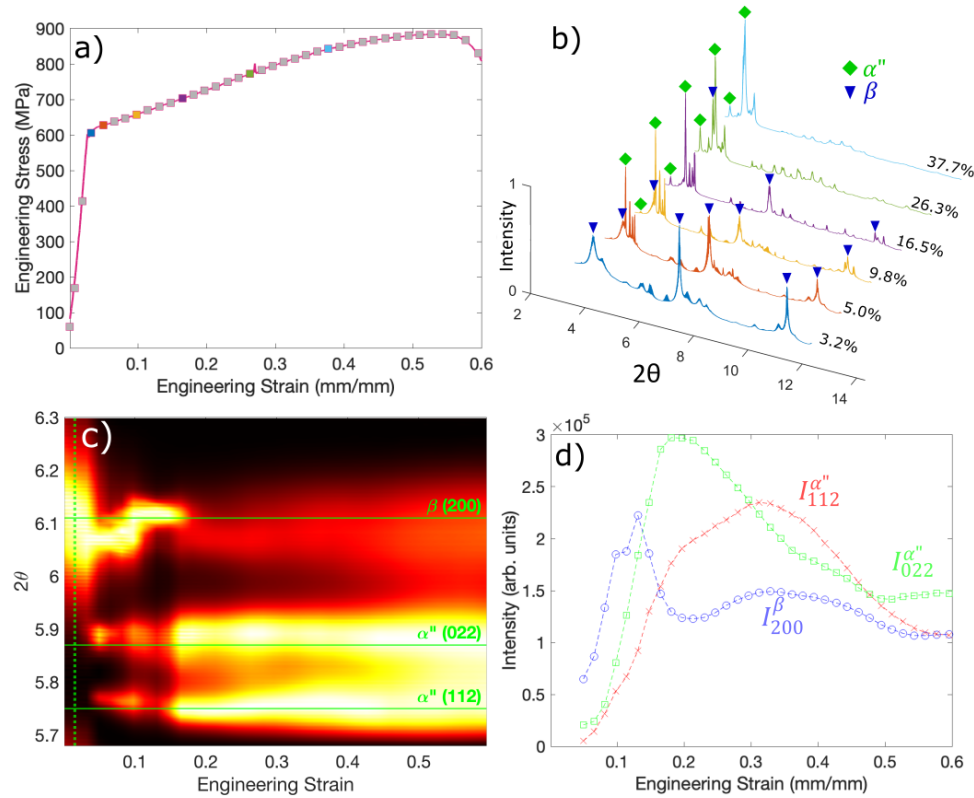 a)
900
800
700
600
500
400
300
200
100
0
Engineering Stress (MPa)
0.1 0.2 0.3 0.4 0.5 0.6
Engineering Strain (mm/mm)
b)
α"
β
1
0
Intensity
2 4 6 8 10 12 14
2θ
37.7%
26.3%
16.5%
9.8%
5.0%
3.2%
c)
6.3
6.2
6.1
6
5.9
5.8
5.7
2θ
β (200)
α" (022)
α" (112)
0.1 0.2 0.3 0.4 0.5
Engineering Strain
d)
×10⁵
3
2.5
2
1.5
1
0.5
0
Intensity (arb. units)
I₁₁₂^α"
I₀₂₂^α"
I₂₀₀^β
0 0.1 0.2 0.3 0.4 0.5 0.6
Engineering Strain (mm/mm)